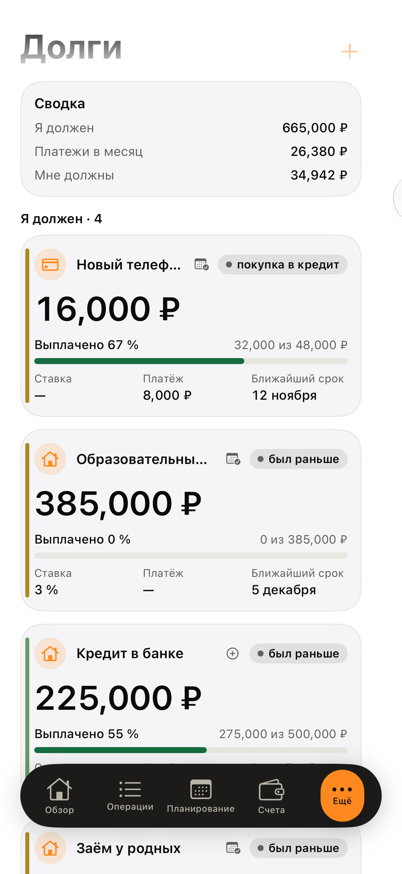 Долги
Сводка
Я должен 665,000 ₽
Платежи в месяц 26,380 ₽
Мне должны 34,942 ₽
Я должен · 4
Новый телеф... покупка в кредит
16,000 ₽
Выплачено 67 % 32,000 из 48,000 ₽
Ставка Платёж Ближайший срок
— 8,000 ₽ 12 ноября
Образовательны... был раньше
385,000 ₽
Выплачено 0 % 0 из 385,000 ₽
Ставка Платёж Ближайший срок
3 % — 5 декабря
Кредит в банке был раньше
225,000 ₽
Выплачено 55 % 275,000 из 500,000 ₽
Обзор Операции Планирование Счета Ещё
Заём у родных был раньше